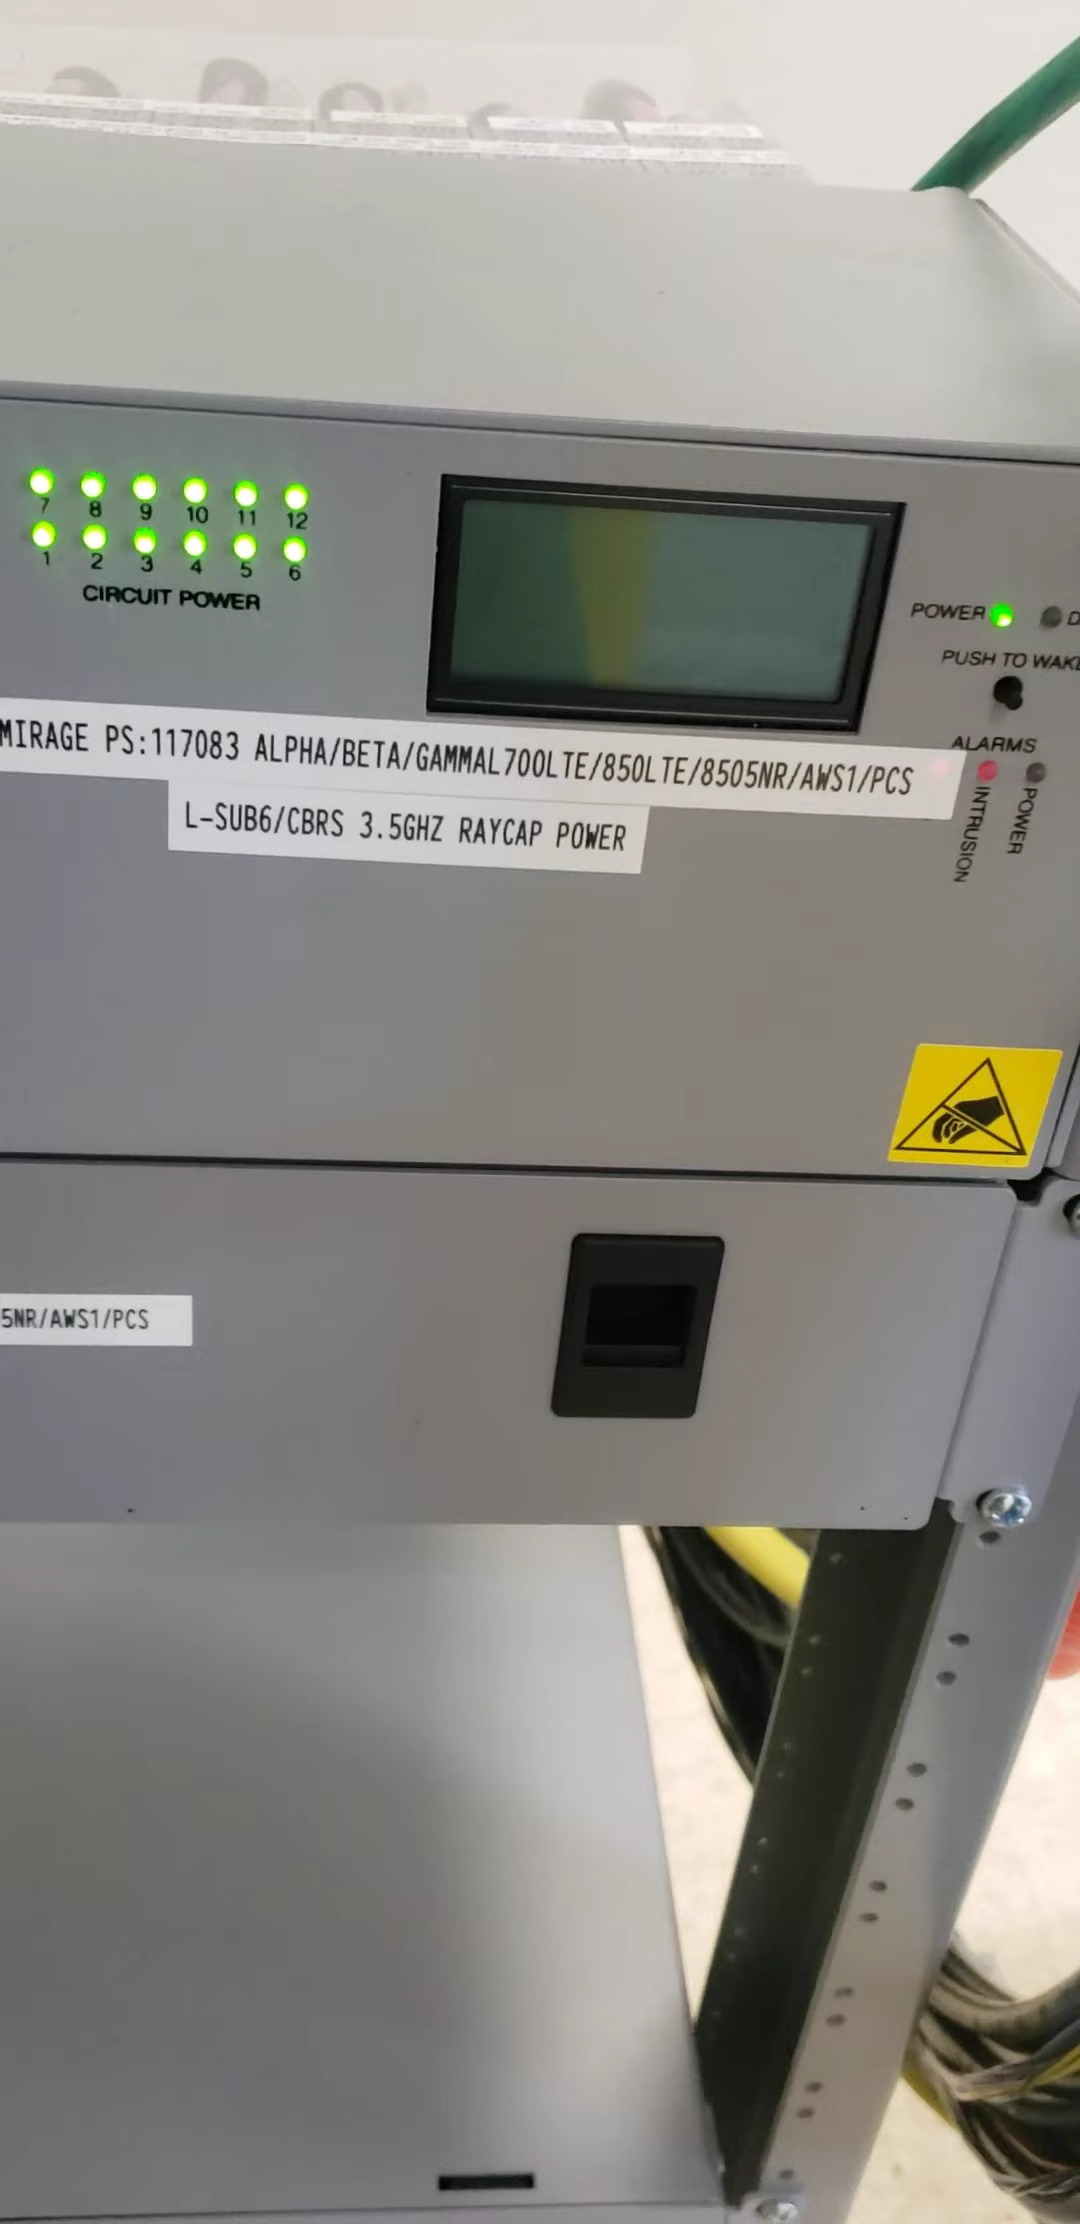 7 8 9 10 11 12
1 2 3 4 5 6
CIRCUIT POWER
POWER D
PUSH TO WAKE
ALARMS
INTRUSION
POWER
MIRAGE PS:117083 ALPHA/BETA/GAMMAL700LTE/850LTE/8505NR/AWS1/PCS
L-SUB6/CBRS 3.5GHZ RAYCAP POWER
5NR/AWS1/PCS